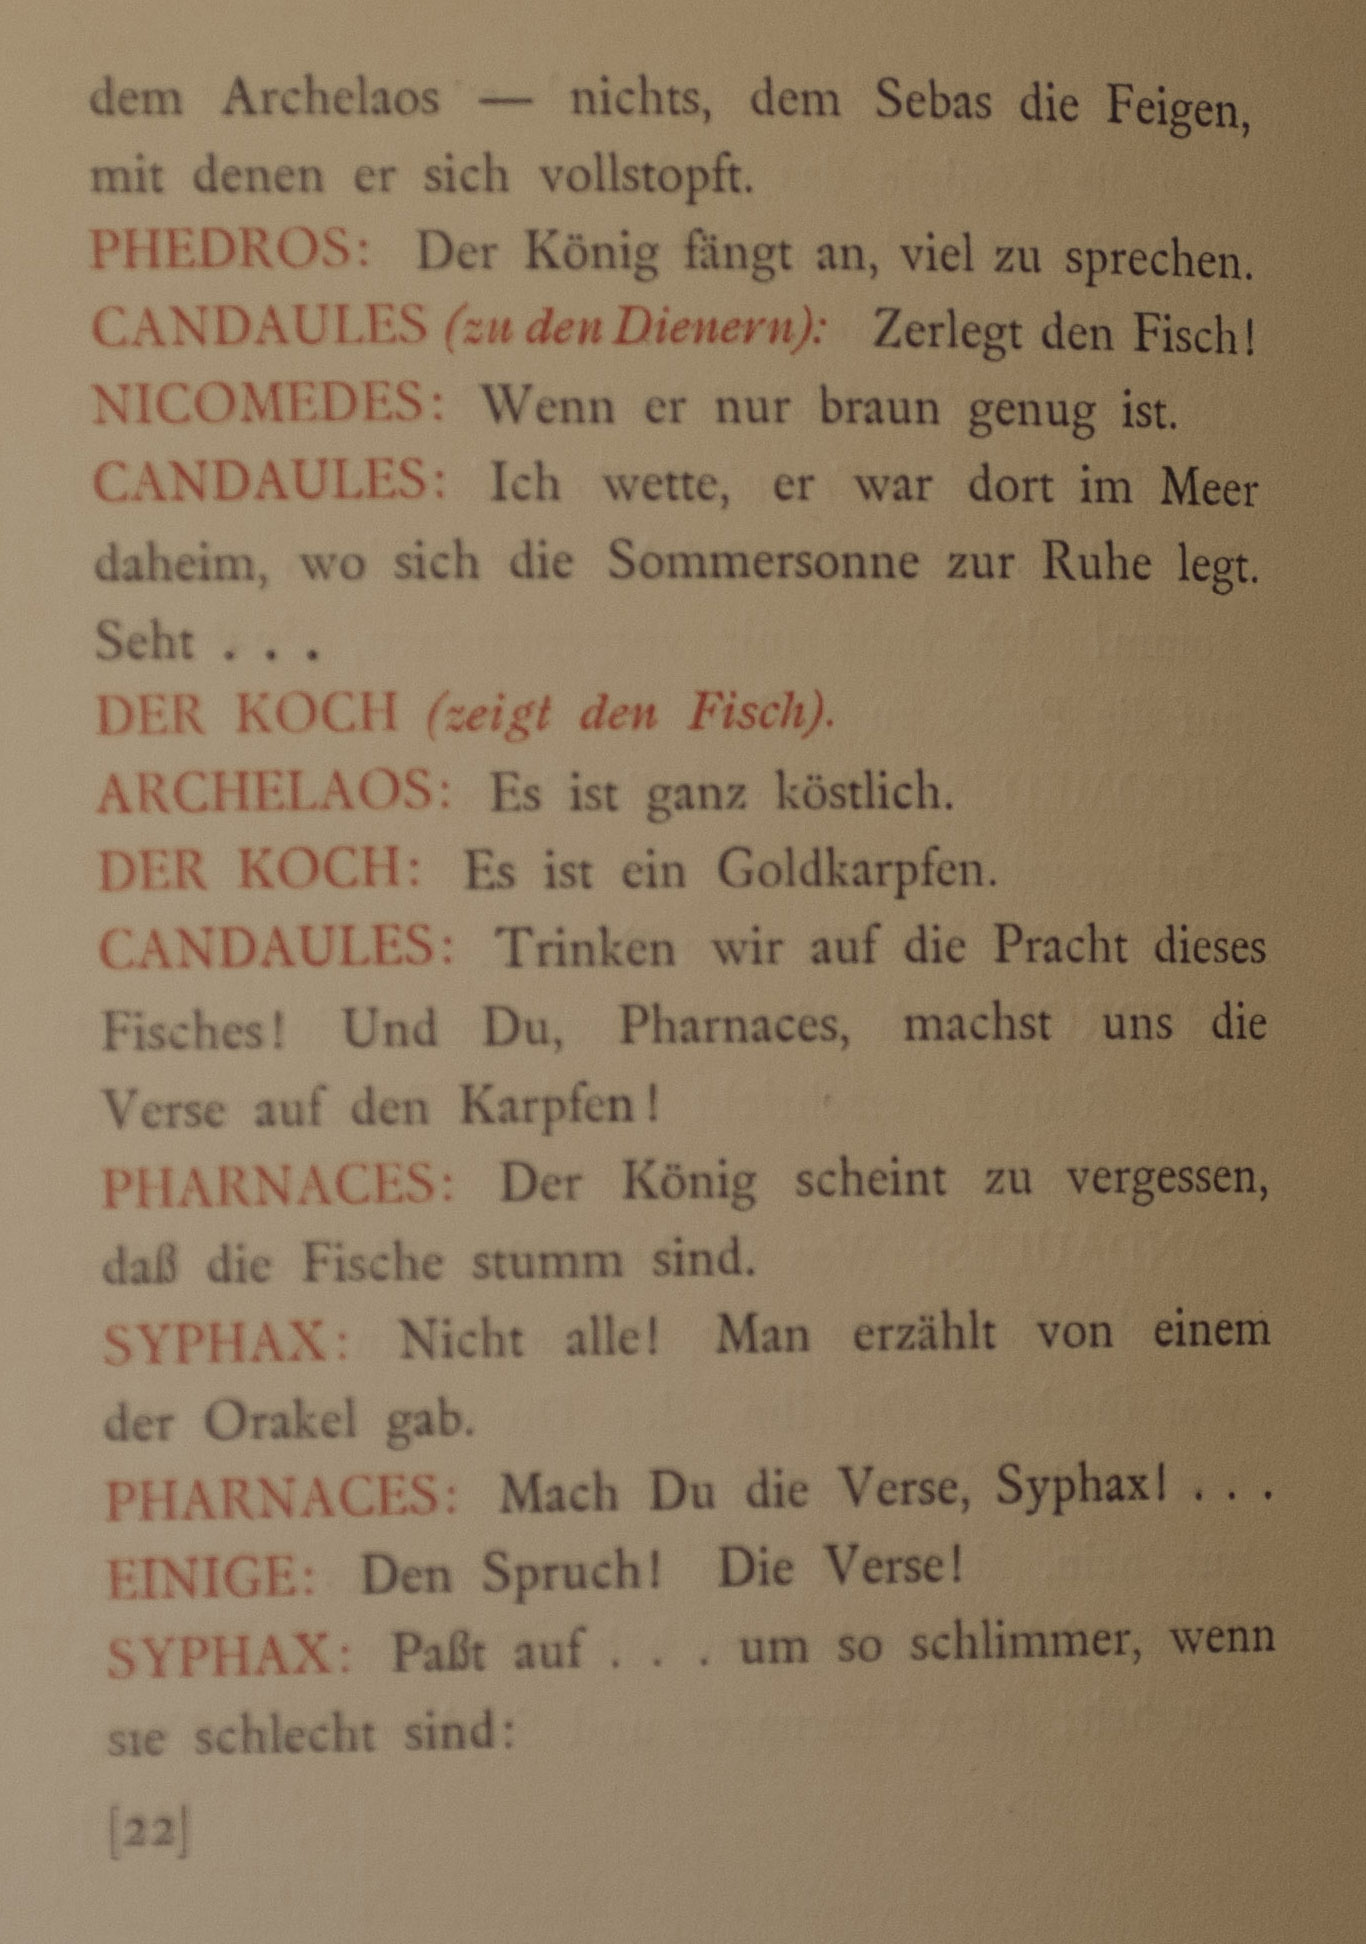 dem Archelaos — nichts, dem Sebas die Feigen,
mit denen er sich vollstopft.
PHEDROS: Der König fängt an, viel zu sprechen.
CANDAULES (zu den Dienern): Zerlegt den Fisch!
NICOMEDES: Wenn er nur braun genug ist.
CANDAULES: Ich wette, er war dort im Meer
daheim, wo sich die Sommersonne zur Ruhe legt.
Seht . . .
DER KOCH (zeigt den Fisch).
ARCHELAOS: Es ist ganz köstlich.
DER KOCH: Es ist ein Goldkarpfen.
CANDAULES: Trinken wir auf die Pracht dieses
Fisches! Und Du, Pharnaces, machst uns die
Verse auf den Karpfen!
PHARNACES: Der König scheint zu vergessen,
daß die Fische stumm sind.
SYPHAX: Nicht alle! Man erzählt von einem
der Orakel gab.
PHARNACES: Mach Du die Verse, Syphax! . . .
EINIGE: Den Spruch! Die Verse!
SYPHAX: Paßt auf . . . um so schlimmer, wenn
sie schlecht sind:
[22]